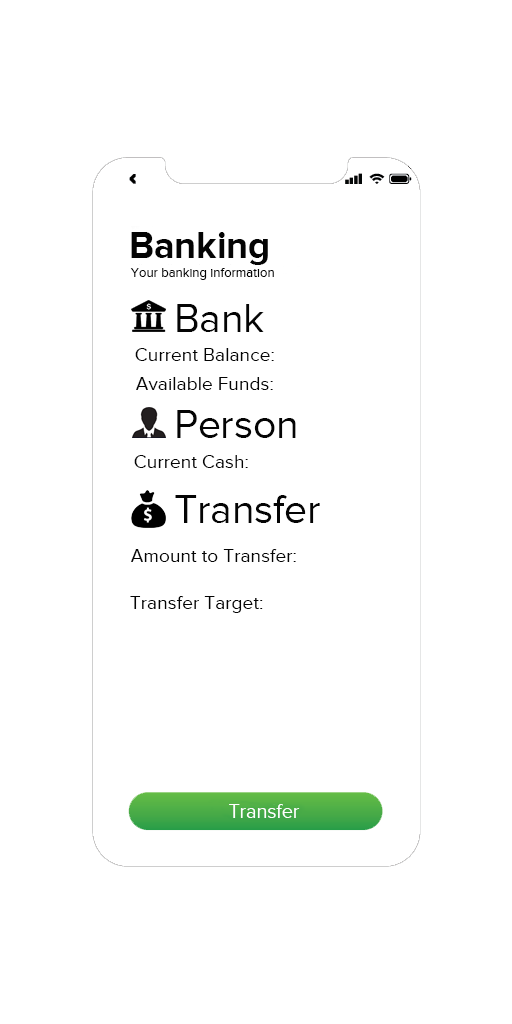 Banking
Your banking information
Bank
Current Balance:
Available Funds:
Person
Current Cash:
Transfer
Amount to Transfer:
Transfer Target:
Transfer